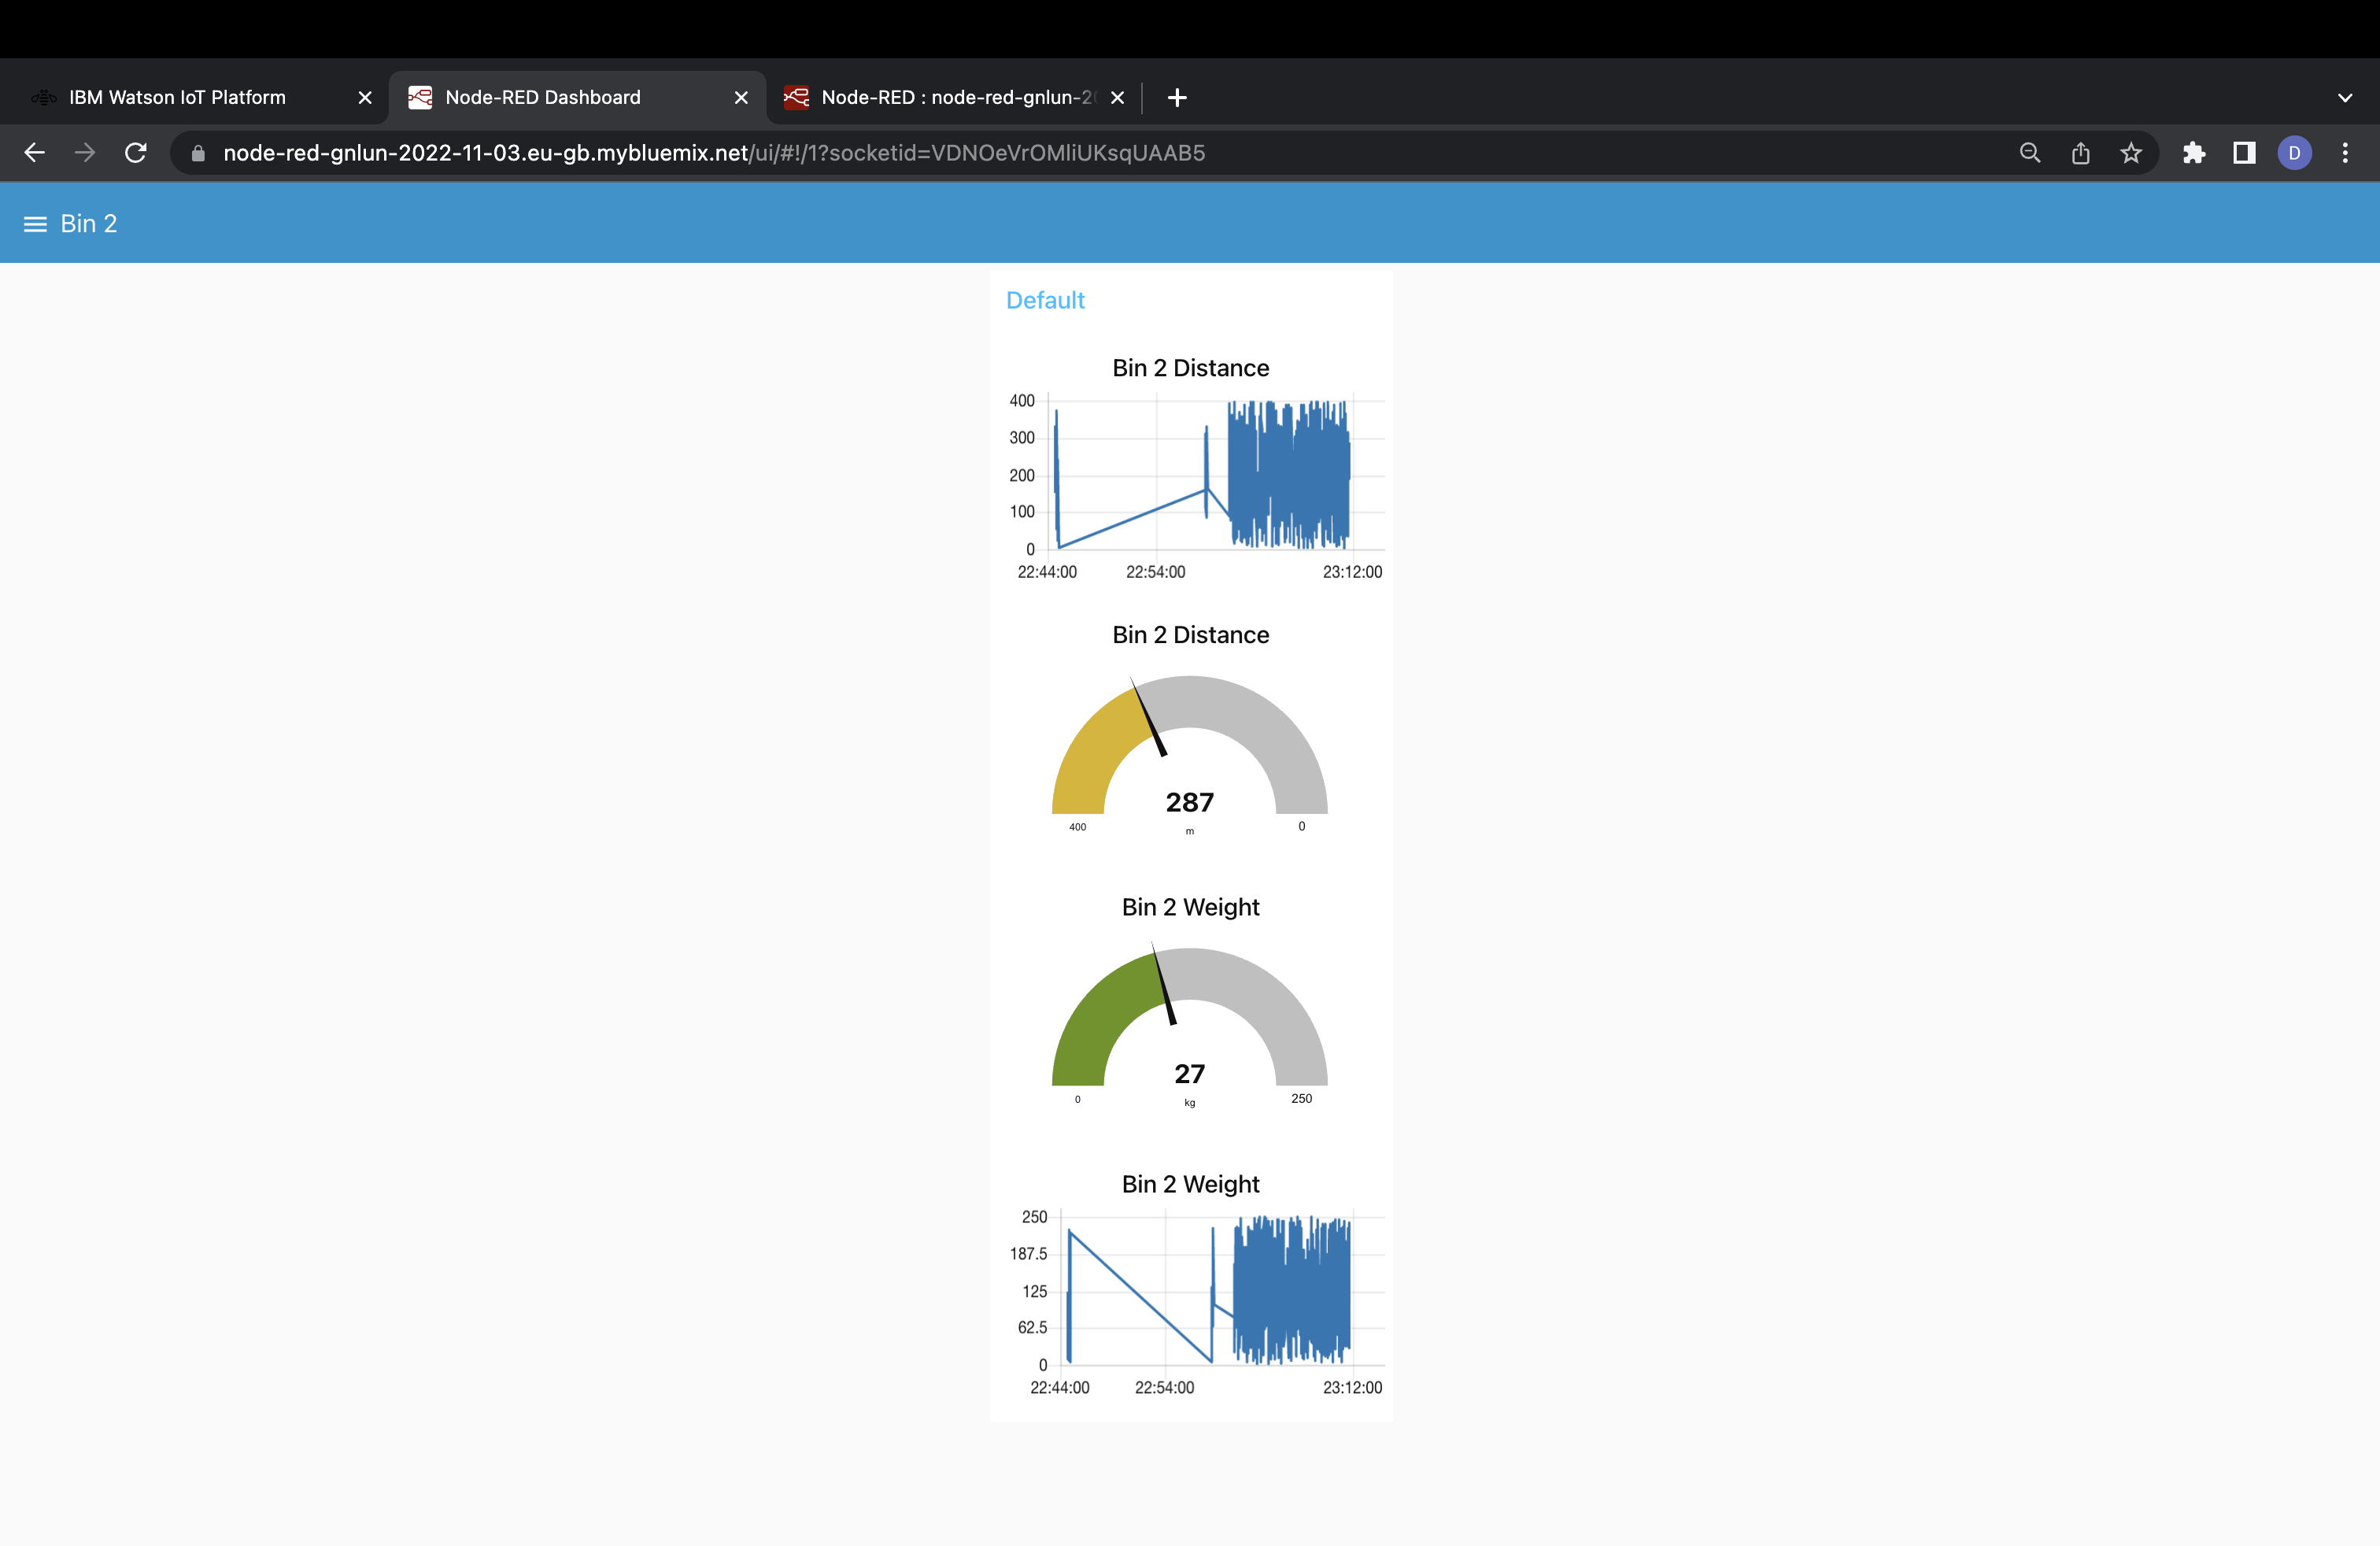 IBM Watson IoT Platform
Node-RED Dashboard
Node-RED : node-red-gnlun-2
node-red-gnlun-2022-11-03.eu-gb.mybluemix.net/ui/#!/1?socketid=VDNOeVrOMliUKsqUAAB5
D
Bin 2
Default
Bin 2 Distance
400
300
200
100
0
22:44:00 22:54:00 23:12:00
Bin 2 Distance
287
400 m 0
Bin 2 Weight
27
0 kg 250
Bin 2 Weight
250
187.5
125
62.5
0
22:44:00 22:54:00 23:12:00